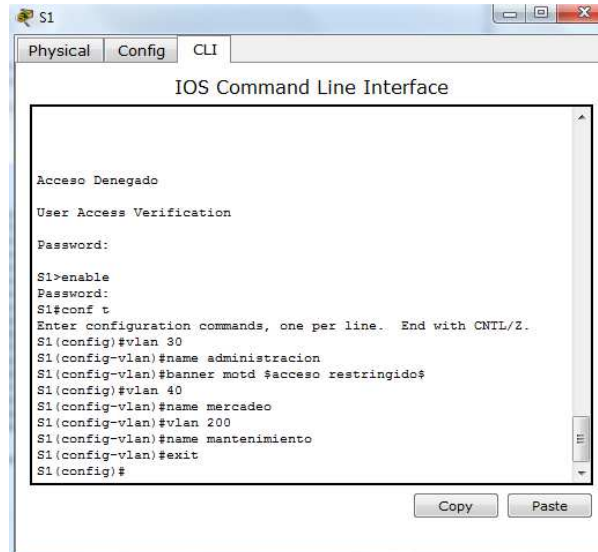 S1
Physical Config CLI
IOS Command Line Interface
Acceso Denegado
User Access Verification
Password:
S1>enable
Password:
S1#conf t
Enter configuration commands, one per line.  End with CNTL/Z.
S1(config)#vlan 30
S1(config-vlan)#name administracion
S1(config-vlan)#banner motd $acceso restringido$
S1(config)#vlan 40
S1(config-vlan)#name mercadeo
S1(config-vlan)#vlan 200
S1(config-vlan)#name mantenimiento
S1(config-vlan)#exit
S1(config)#
Copy Paste